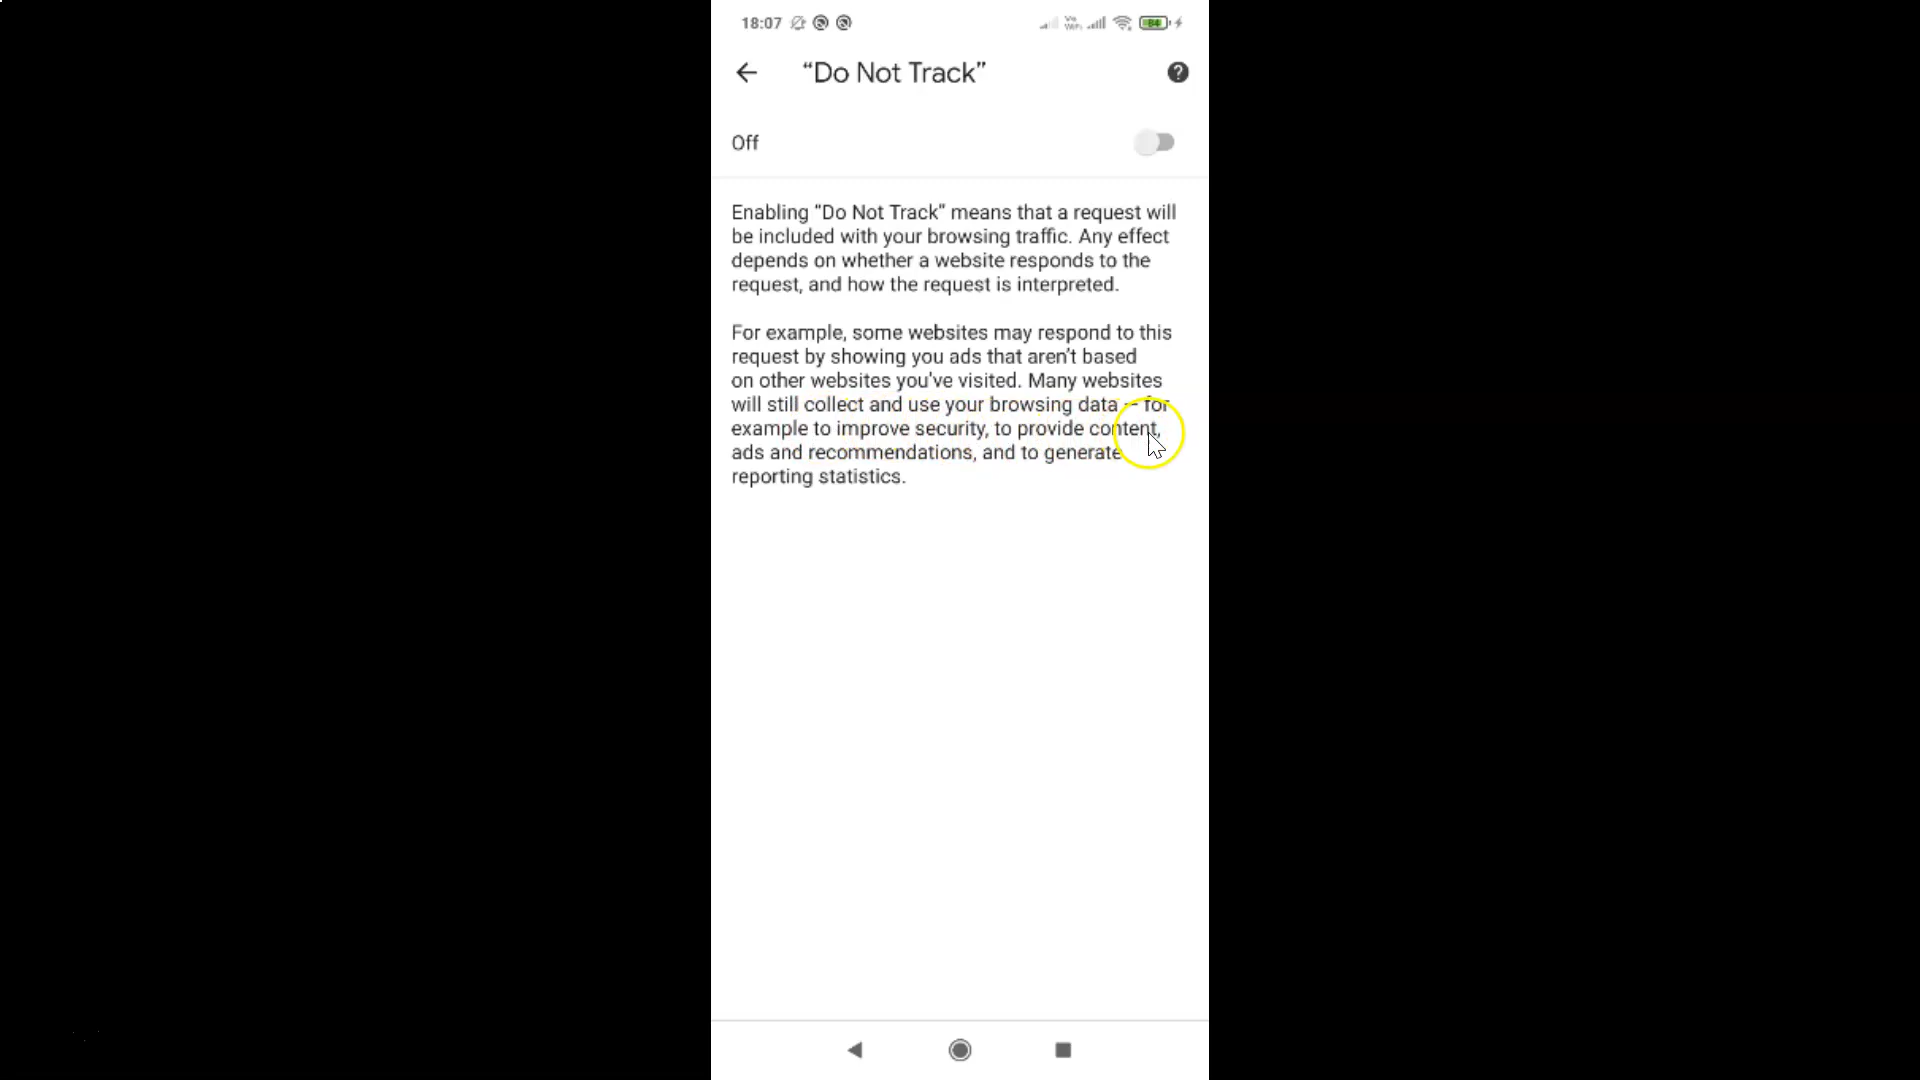 18:07
84
“Do Not Track”
Off
Enabling “Do Not Track” means that a request will
be included with your browsing traffic. Any effect
depends on whether a website responds to the
request, and how the request is interpreted.
For example, some websites may respond to this
request by showing you ads that aren’t based
on other websites you've visited. Many websites
will still collect and use your browsing data – for
example to improve security, to provide content,
ads and recommendations, and to generate
reporting statistics.